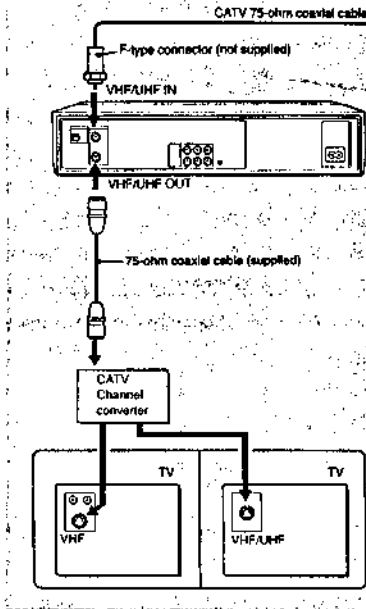 CATV 75-ohm coaxial cable
F-type connector (not supplied)
VHF/UHF IN
VHF/UHF OUT
75-ohm coaxial cable (supplied)
CATV
Channel
converter
TV
TV
VHF
VHF/UHF